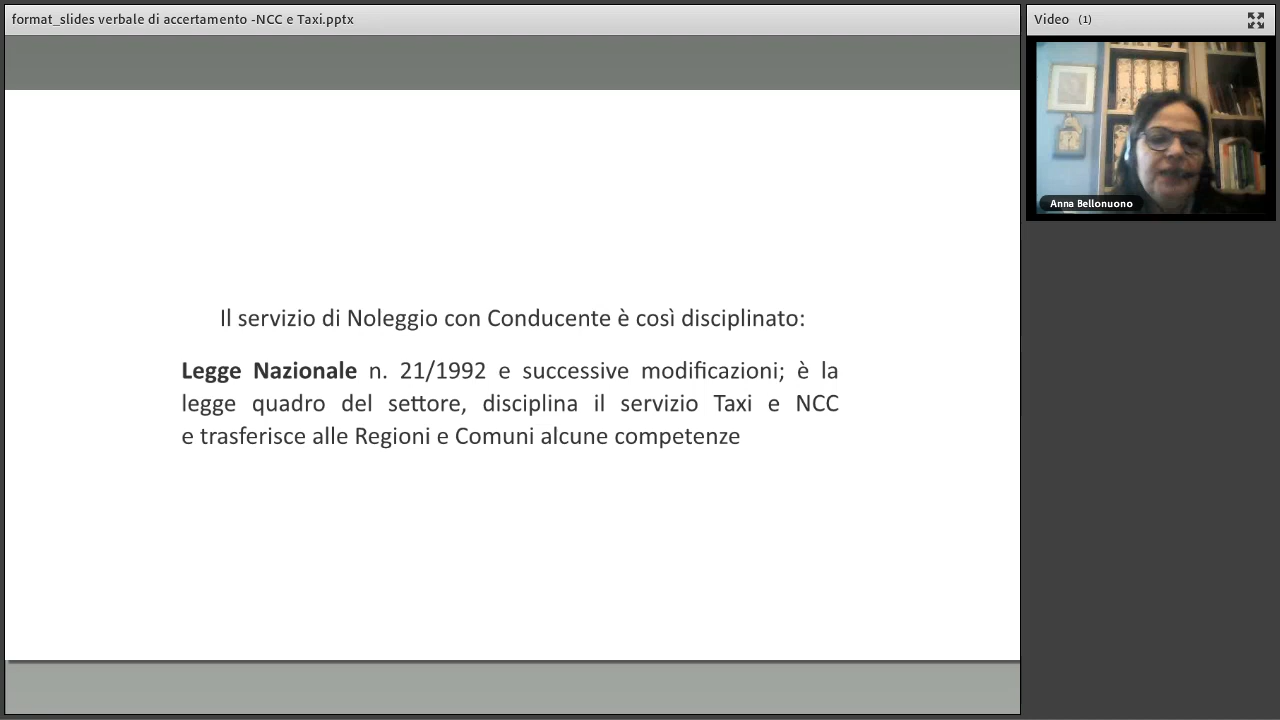 format_slides verbale di accertamento -NCC e Taxi.pptx
Video (1)
Anna Bellonuono
Il servizio di Noleggio con Conducente è così disciplinato:
Legge Nazionale n. 21/1992 e successive modificazioni; è la
legge quadro del settore, disciplina il servizio Taxi e NCC
e trasferisce alle Regioni e Comuni alcune competenze